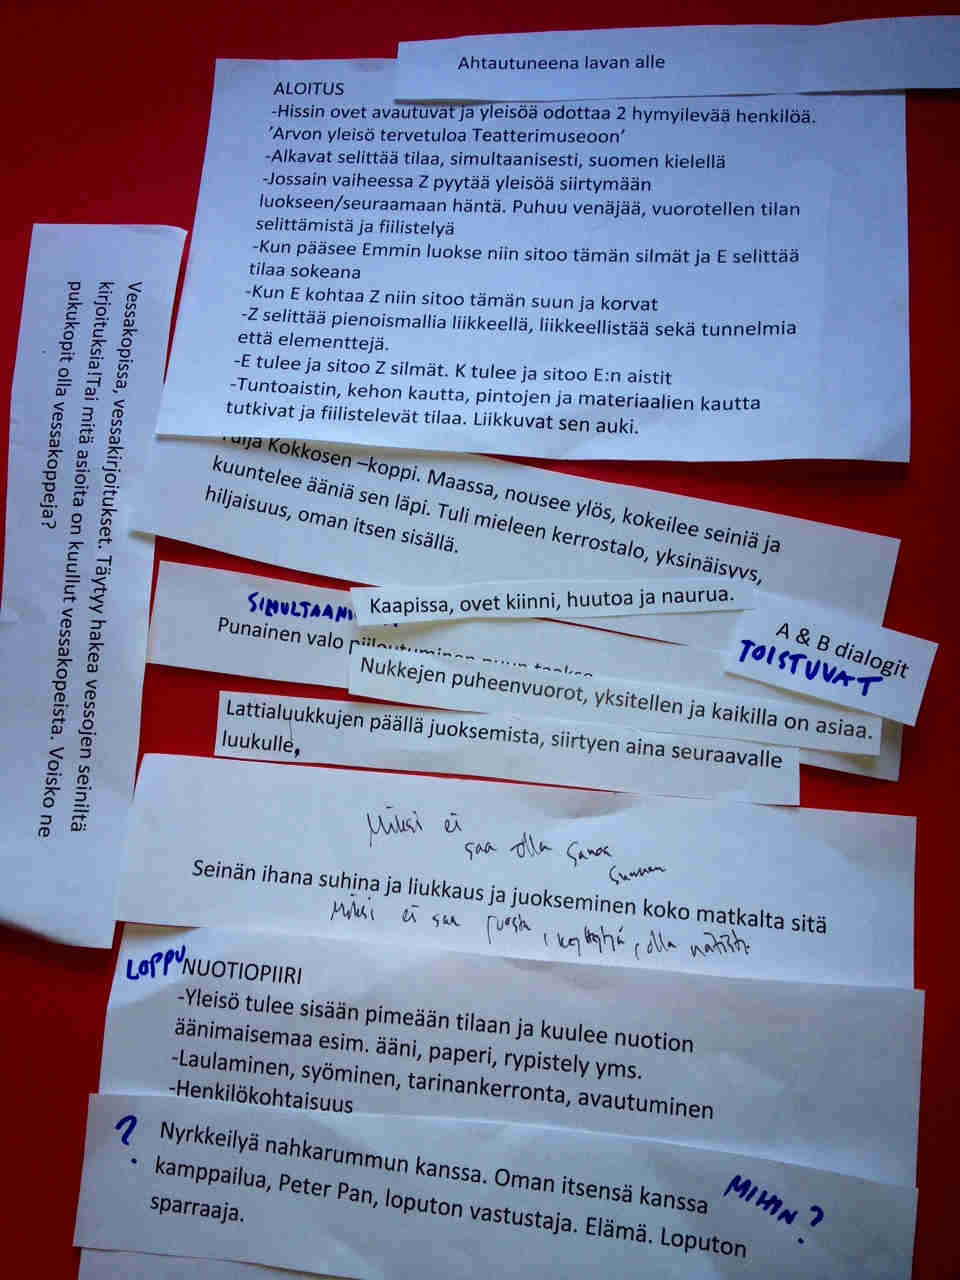 Ahtautuneena lavan alle
ALOITUS
-Hissin ovet avautuvat ja yleisöä odottaa 2 hymyilevää henkilöä.
’Arvon yleisö tervetuloa Teatterimuseoon’
-Alkavat selittää tilaa, simultaanisesti, suomen kielellä
-Jossain vaiheessa Z pyytää yleisöä siirtymään
luokseen/seuraamaan häntä. Puhuu venäjää, vuorotellen tilan
selittämistä ja fiilistelyä
-Kun pääsee Emmin luokse niin sitoo tämän silmät ja E selittää
tilaa sokeana
-Kun E kohtaa Z niin sitoo tämän suun ja korvat
-Z selittää pienoismallia liikkeellä, liikkeellistää sekä tunnelmia
että elementtejä.
-E tulee ja sitoo Z silmät. K tulee ja sitoo E:n aistit
-Tuntoaistin, kehon kautta, pintojen ja materiaalien kautta
tutkivat ja fiilistelevät tilaa. Liikkuvat sen auki.
Vessakopissa, vessakirjoitukset. Täytyy hakea vessojen seiniltä
kirjoituksia!Tai mitä asioita on kuullut vessakopeista. Voisko ne
pukukopit olla vessakoppeja?
Tuija Kokkosen –koppi. Maassa, nousee ylös, kokeilee seiniä ja
kuuntelee ääniä sen läpi. Tuli mieleen kerrostalo, yksinäisyys,
hiljaisuus, oman itsen sisällä.
Kaapissa, ovet kiinni, huutoa ja naurua.
A & B dialogit
TOISTUVAT
Punainen valo piiloutuminen puun taakse
Nukkejen puheenvuorot, yksitellen ja kaikilla on asiaa.
Lattialuukkujen päällä juoksemista, siirtyen aina seuraavalle
luukulle,
Miksi ei
saa olla sanoa
suunsa
Seinän ihana suhina ja liukkaus ja juokseminen koko matkalta sitä
Miksi ei saa juosta, olla
LOPPU
NUOTIOPIIRI
-Yleisö tulee sisään pimeään tilaan ja kuulee nuotion
äänimaisemaa esim. ääni, paperi, rypistely yms.
-Laulaminen, syöminen, tarinankerronta, avautuminen
-Henkilökohtaisuus
?
Nyrkkeilyä nahkarummun kanssa. Oman itsensä kanssa
kamppailua, Peter Pan, loputon vastustaja. Elämä. Loputon
sparraaja.
MIHIN?